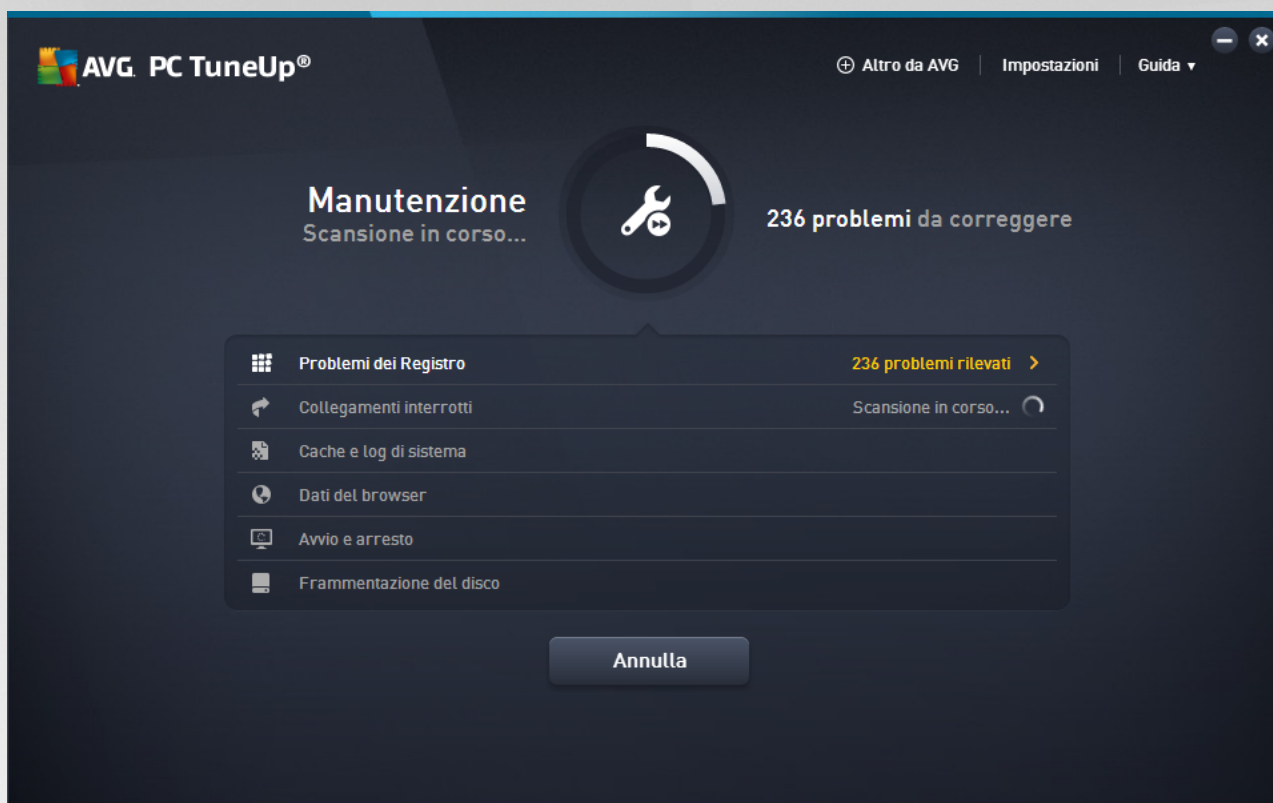 AVG. PC TuneUp®
Altro da AVG
Impostazioni
Guida
Manutenzione
Scansione in corso...
236 problemi da correggere
Problemi dei Registro
236 problemi rilevati
Collegamenti interrotti
Scansione in corso...
Cache e log di sistema
Dati del browser
Avvio e arresto
Frammentazione del disco
Annulla